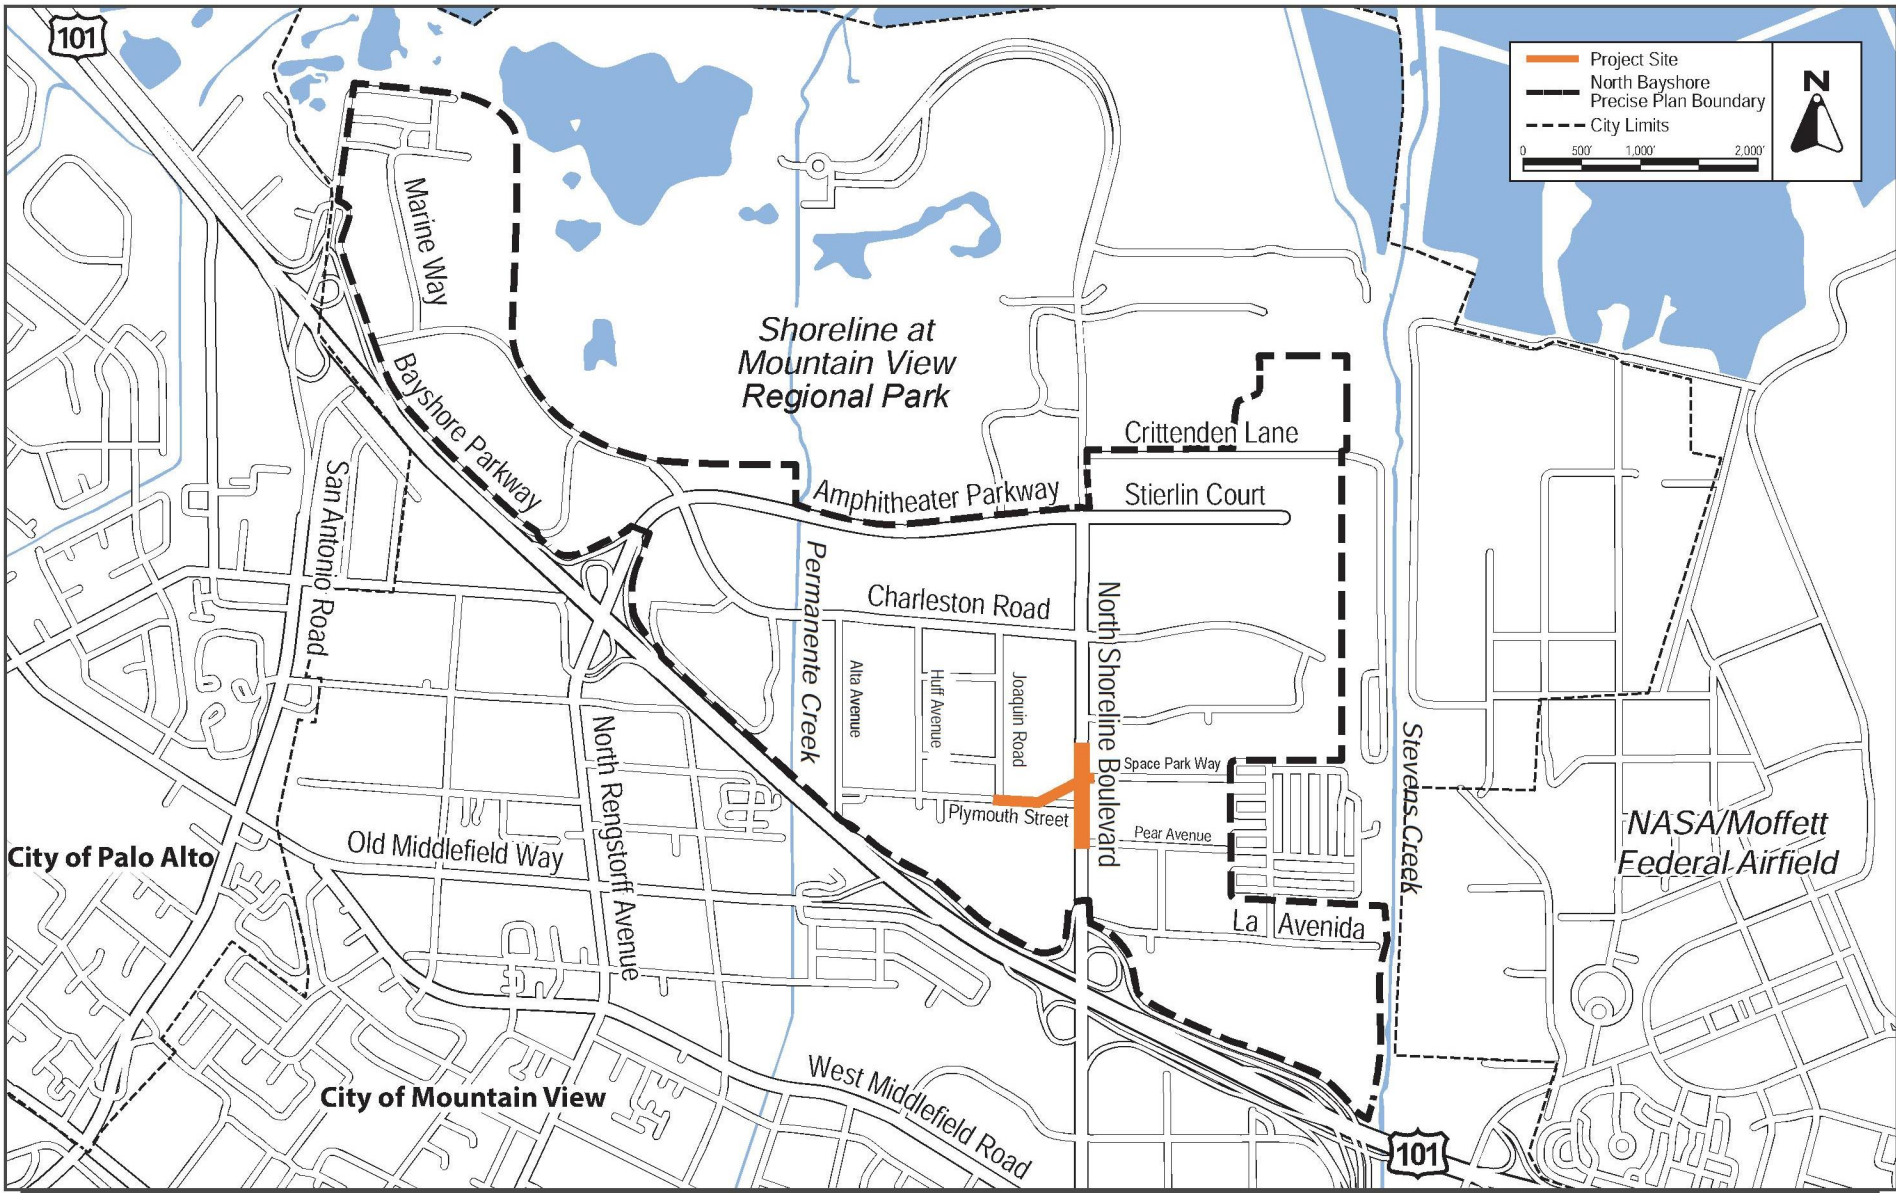 101
Project Site
North Bayshore
Precise Plan Boundary
City Limits
N
0 500' 1,000' 2,000'
Marine Way
Bayshore Parkway
Shoreline at
Mountain View
Regional Park
Crittenden Lane
Stierlin Court
Amphitheater Parkway
San Antonio Road
Permanente Creek
Charleston Road
North Shoreline Boulevard
Alta Avenue
Huff Avenue
Joaquin Road
Space Park Way
Plymouth Street
Pear Avenue
North Rengstorff Avenue
Stevens Creek
NASA/Moffett
Federal Airfield
City of Palo Alto
Old Middlefield Way
La Avenida
City of Mountain View
West Middlefield Road
101